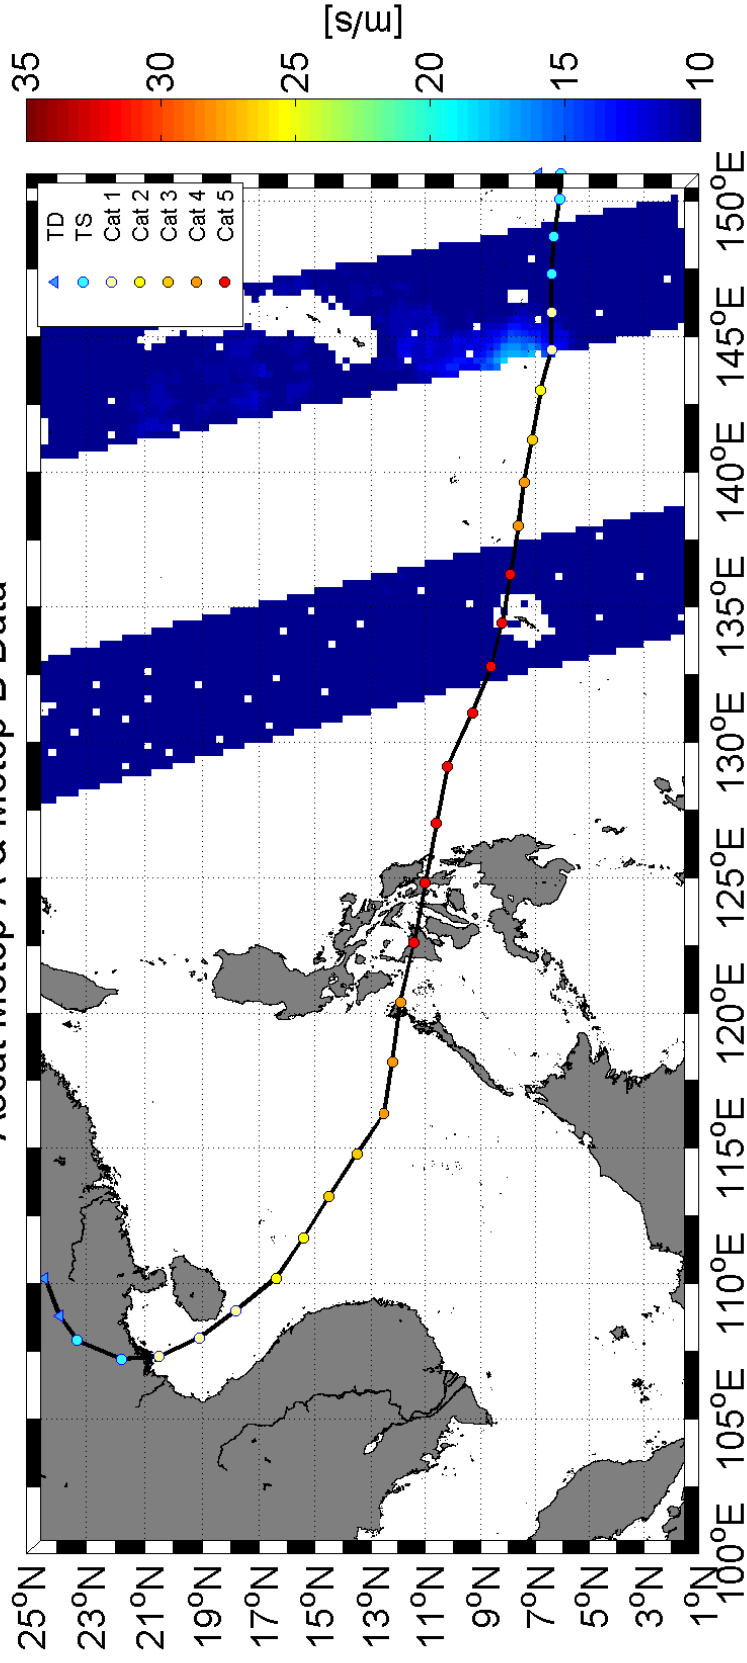 Ascat Metop-A & Metop-B Data
25°N
23°N
21°N
19°N
17°N
15°N
13°N
11°N
9°N
7°N
5°N
3°N
1°N
100°E
105°E
110°E
115°E
120°E
125°E
130°E
135°E
140°E
145°E
150°E
TD
TS
Cat 1
Cat 2
Cat 3
Cat 4
Cat 5
35
30
25
20
15
10
[m/s]